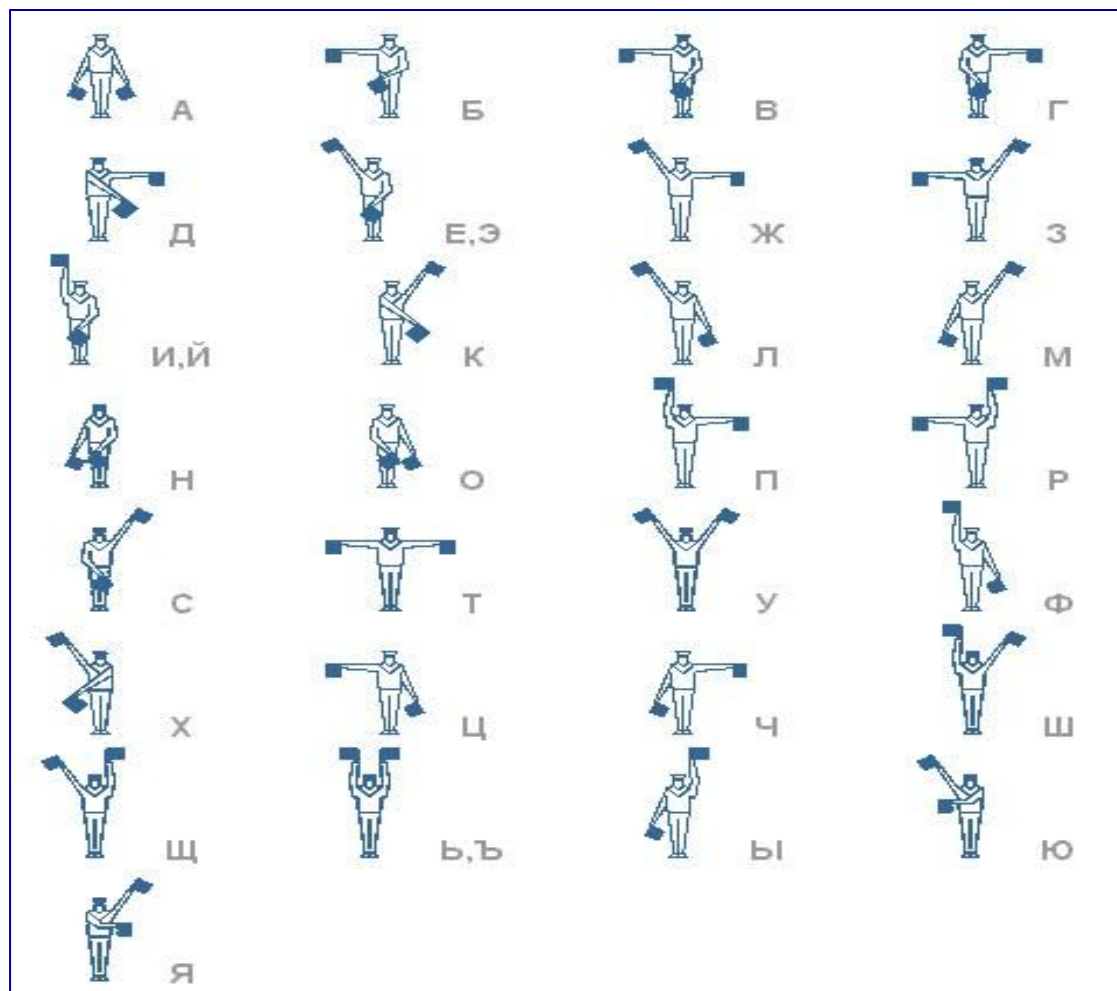 А Б В Г
Д Е,Э Ж З
И,Й К Л М
Н О П Р
С Т У Ф
Х Ц Ч Ш
Щ Ь,Ъ Ы Ю
Я